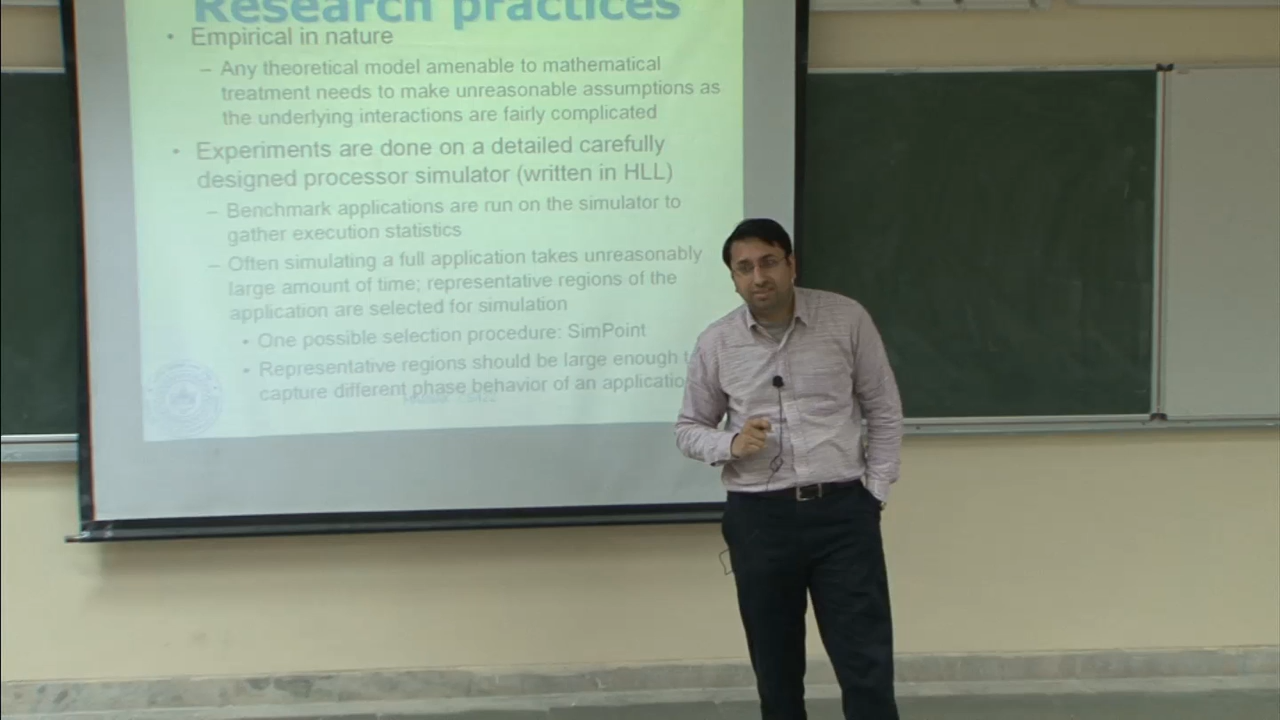 Research practices
• Empirical in nature
– Any theoretical model amenable to mathematical
treatment needs to make unreasonable assumptions as
the underlying interactions are fairly complicated
• Experiments are done on a detailed carefully
designed processor simulator (written in HLL)
– Benchmark applications are run on the simulator to
gather execution statistics
– Often simulating a full application takes unreasonably
large amount of time; representative regions of the
application are selected for simulation
• One possible selection procedure: SimPoint
• Representative regions should be large enough t
capture different phase behavior of an applicatio